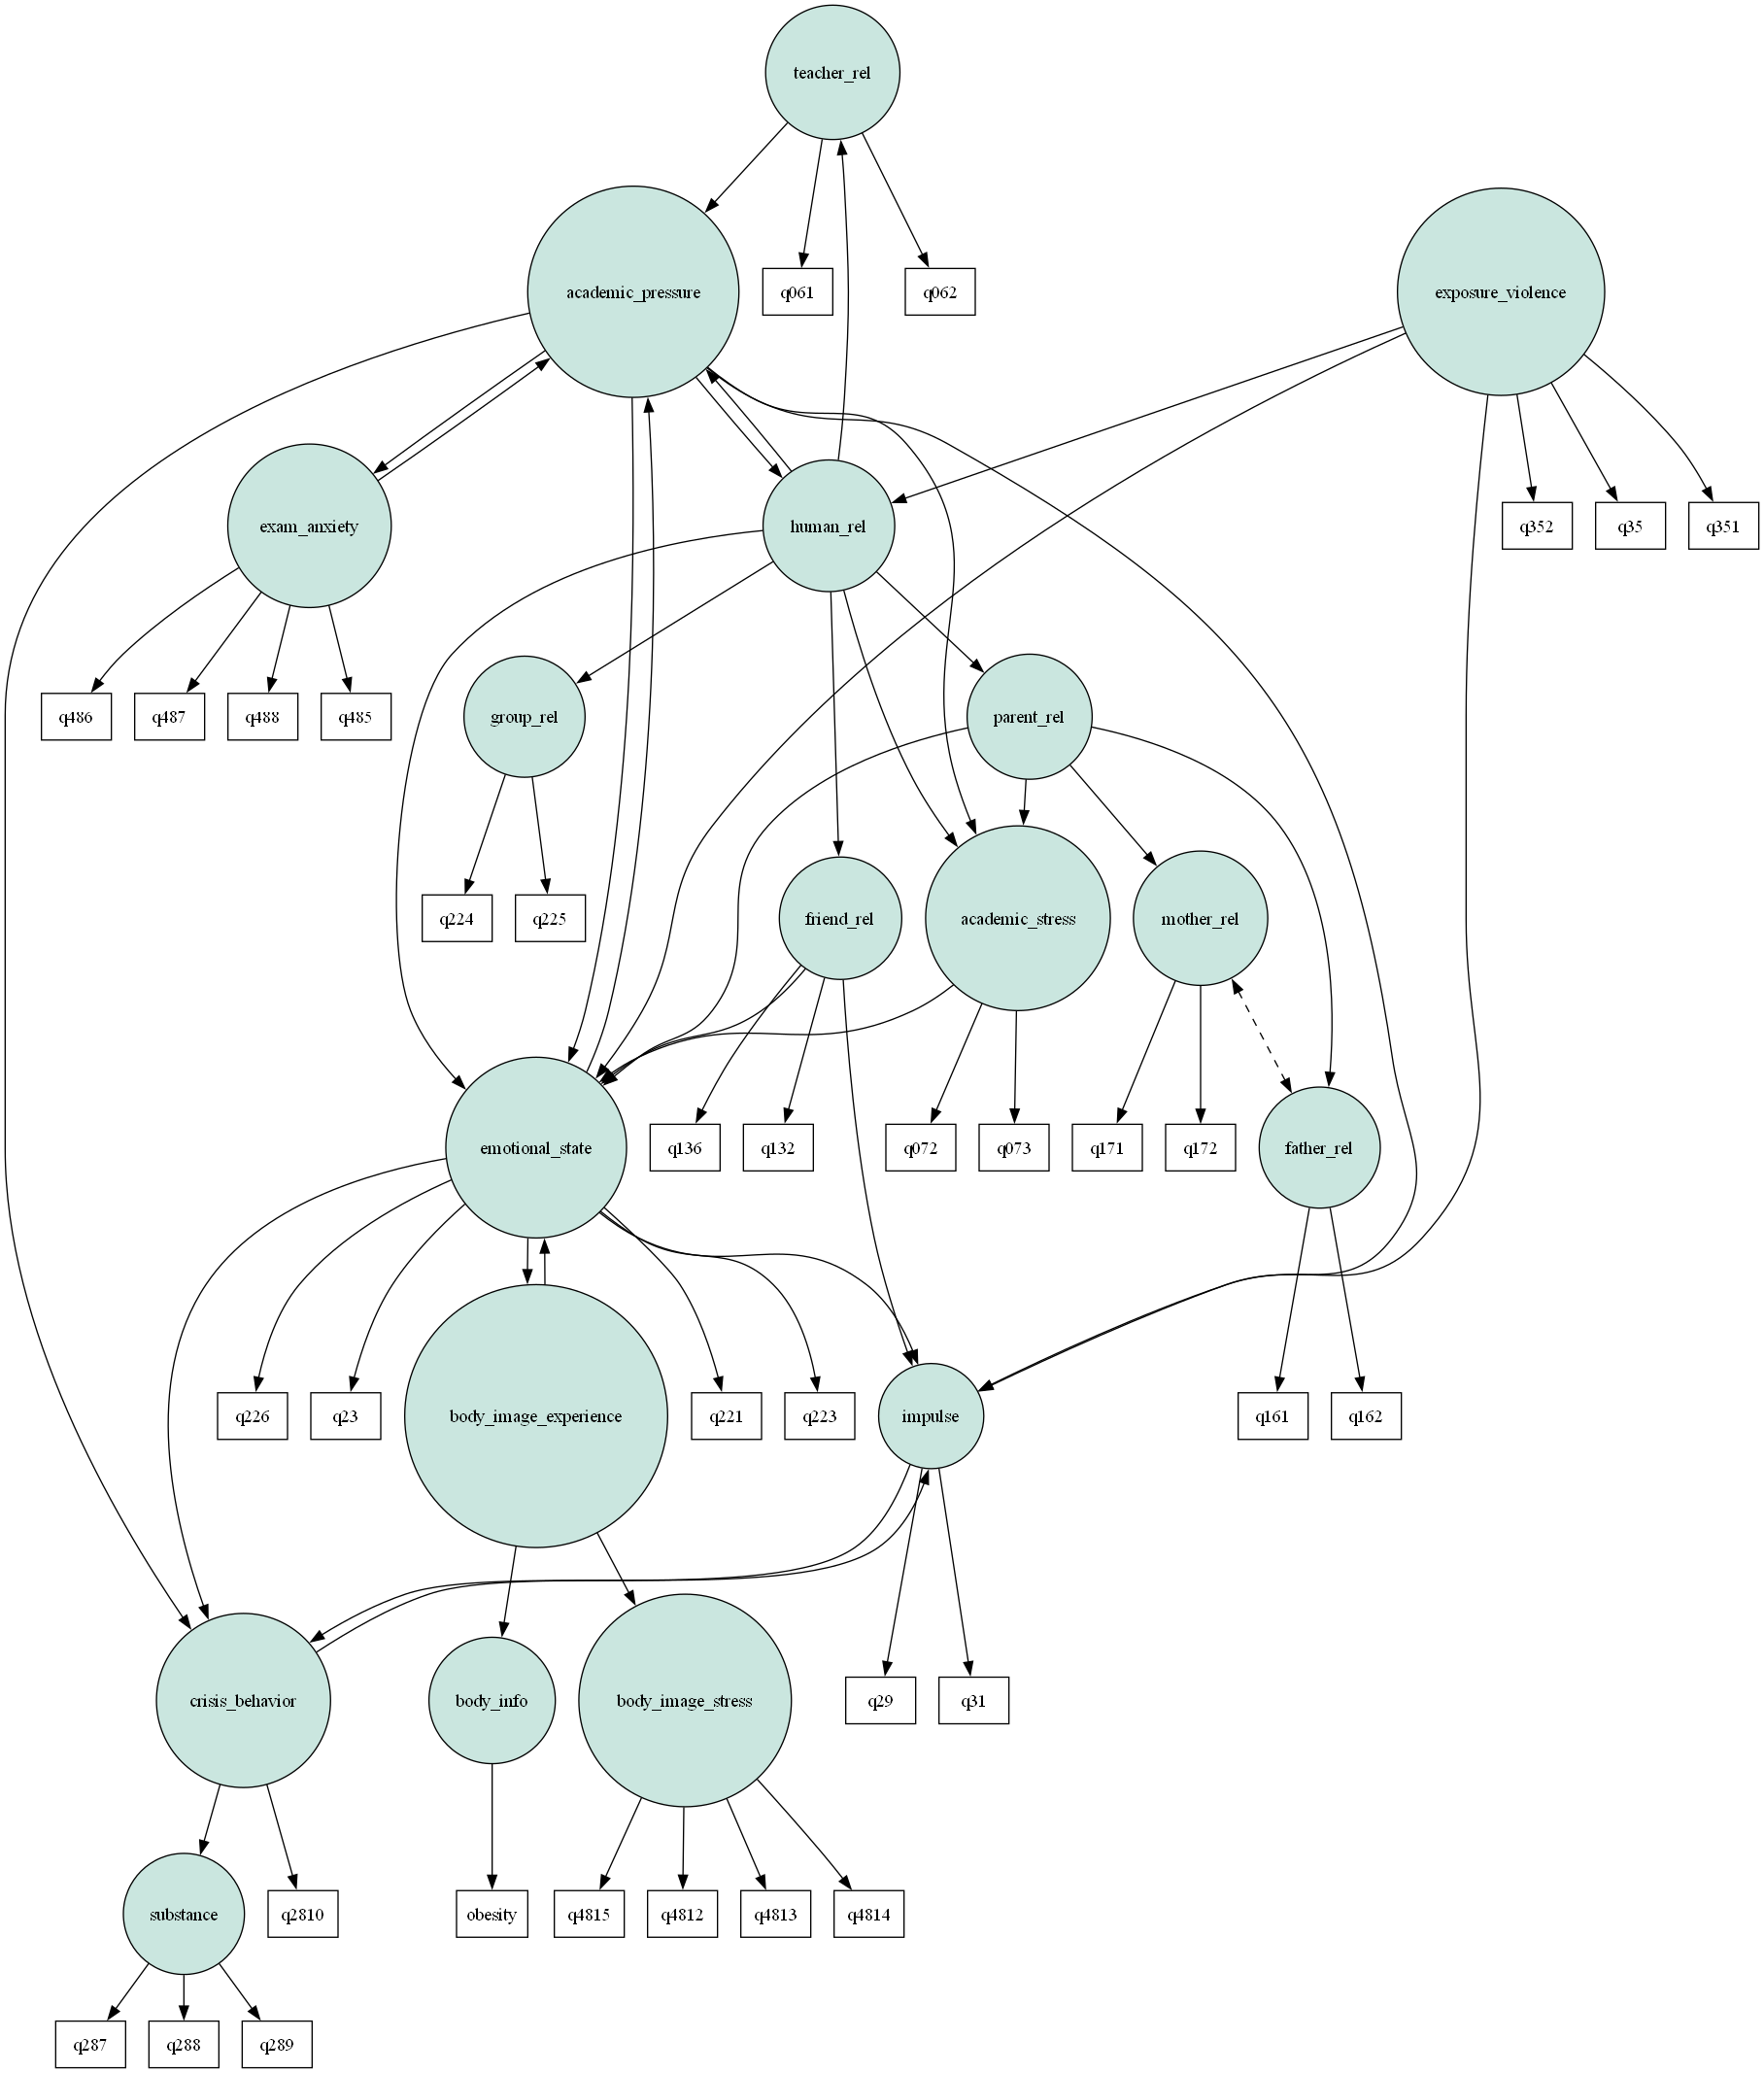 teacher_rel
academic_pressure
q061
q062
exposure_violence
exam_anxiety
human_rel
q352
q35
q351
q486
q487
q488
q485
group_rel
parent_rel
q224
q225
friend_rel
academic_stress
mother_rel
emotional_state
q136
q132
q072
q073
q171
q172
father_rel
q226
q23
body_image_experience
q221
q223
impulse
q161
q162
crisis_behavior
body_info
body_image_stress
q29
q31
substance
q2810
obesity
q4815
q4812
q4813
q4814
q287
q288
q289